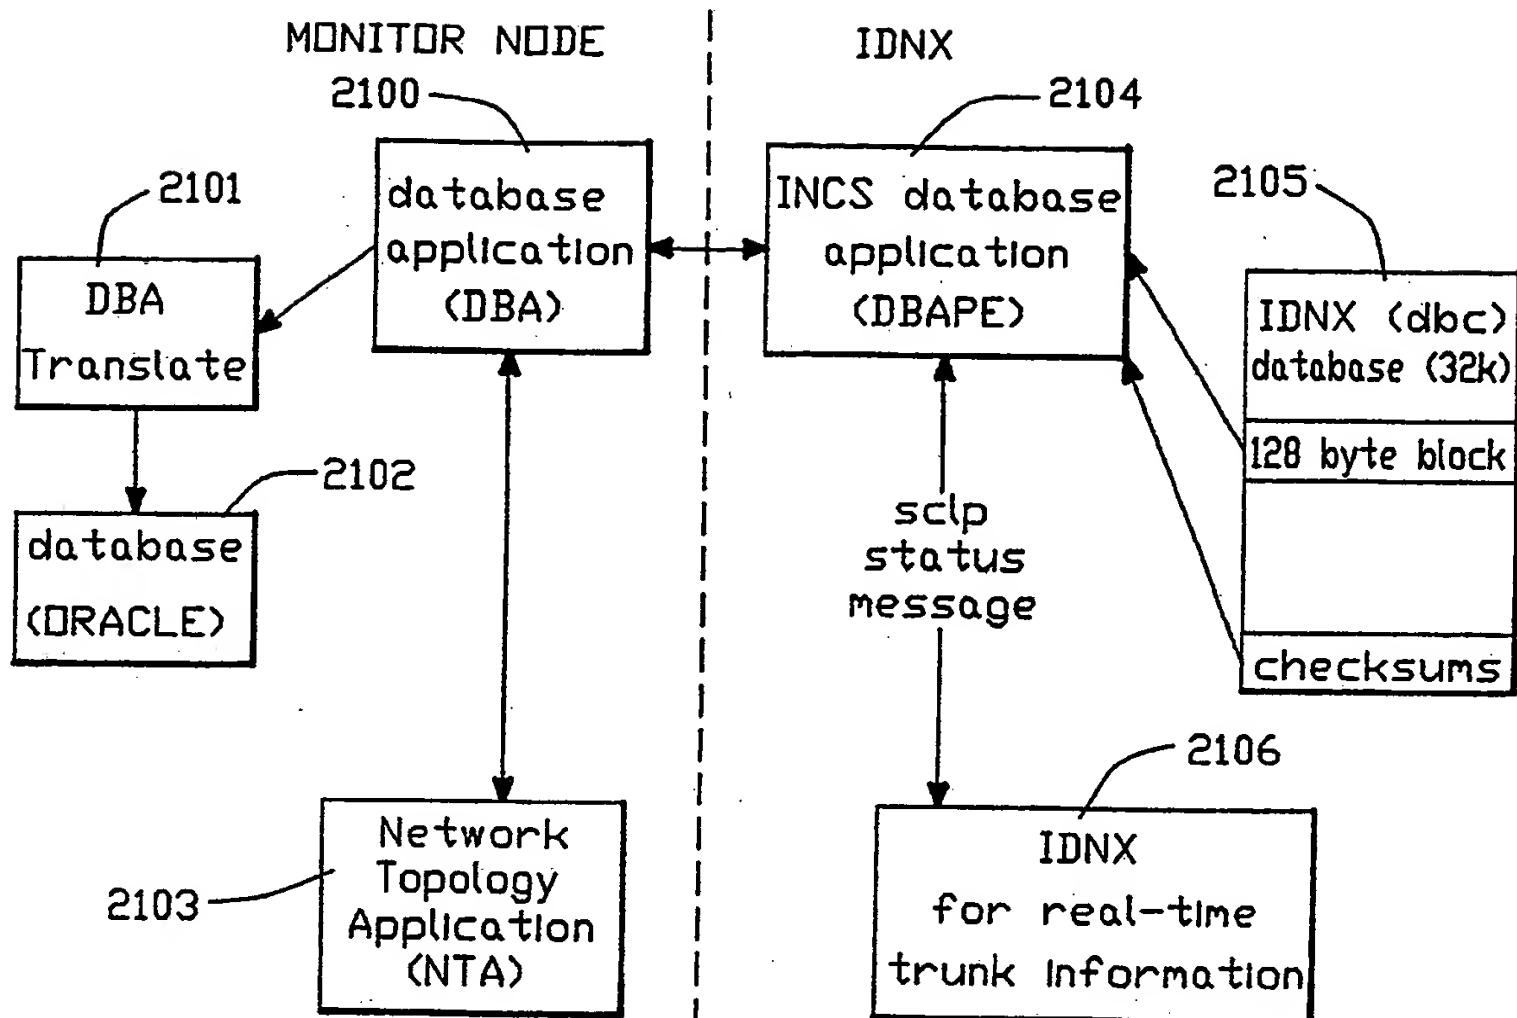 MONITOR NODE
IDNX
2100
2104
2101
2105
database
application
(DBA)
INCS database
application
(DBAPE)
DBA
Translate
IDNX (dbc)
database (32k)
128 byte block
checksums
2102
database
(ORACLE)
sclp
status
message
2106
2103
Network
Topology
Application
(NTA)
IDNX
for real-time
trunk Information